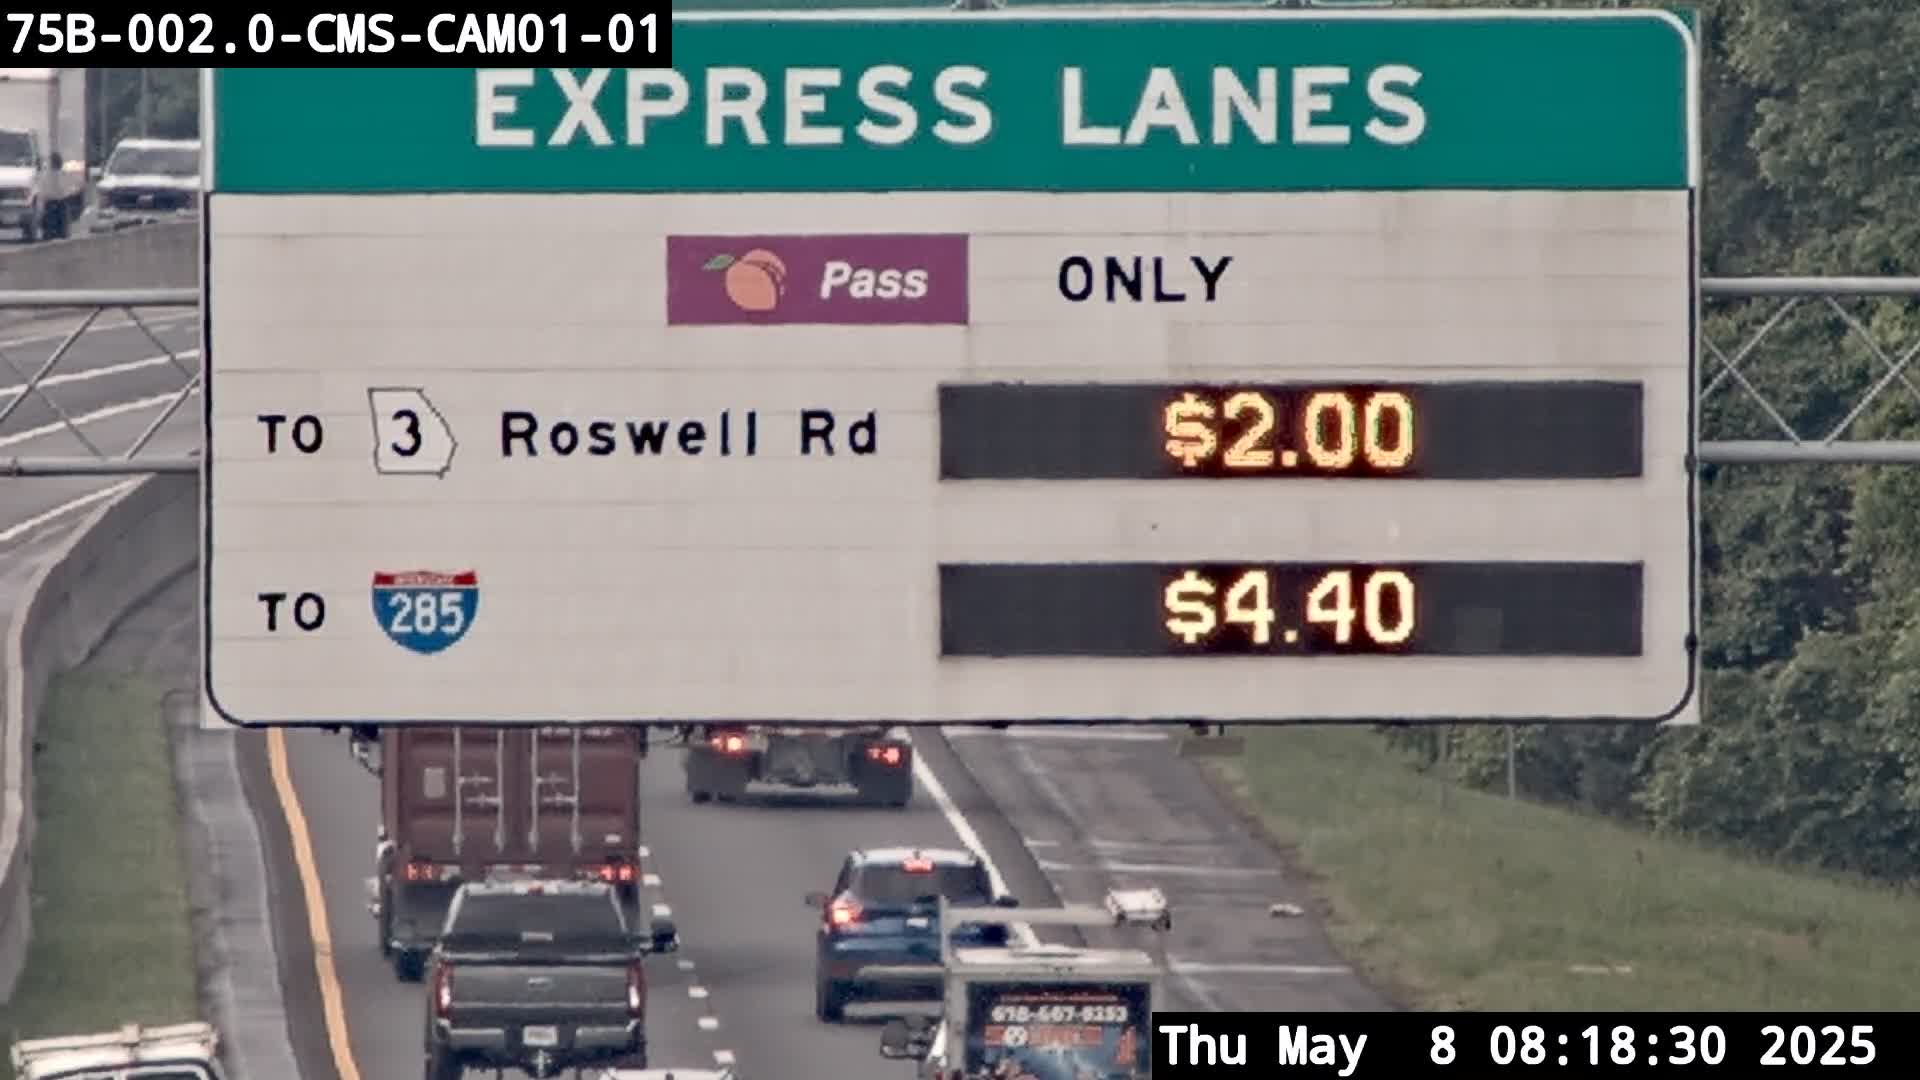 75B-002.0-CMS-CAM01-01
EXPRESS LANES
Pass ONLY
TO 3 Roswell Rd $2.00
TO 285 $4.40
Thu May 8 08:18:30 2025